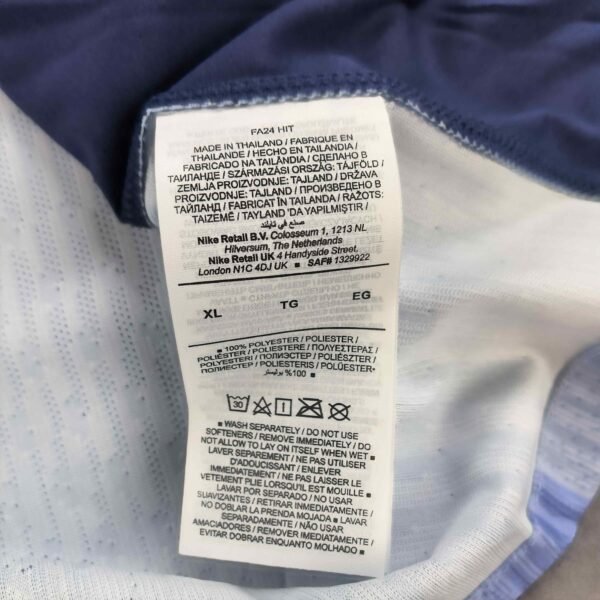 FA24 HIT
MADE IN THAILAND / FABRIQUE EN
THAILANDE / HECHO EN TAILANDIA /
FABRICADO NA TAILÂNDIA / СДЕЛАНО В
ТАИЛАНДЕ / SZÁRMAZÁSI ORSZÁG: TÁJFÖLD /
ZEMLJA PROIZVODNJE: TAJLAND / DRŽAVA
PROIZVODNJE: TAJLAND / ПРОИЗВЕДЕНО В
ТАЙЛАНД / FABRICAT ÎN TAILANDA / RAŽOTS:
TAIZEMĒ / TAYLAND 'DA YAPILMIŞTIR /
صنع في تايلند
Nike Retail B.V. Colosseum 1, 1213 NL
Hilversum, The Netherlands
Nike Retail UK 4 Handyside Street,
London N1C 4DJ UK ■ SAF# 1329922
XL TG EG
■ 100% POLYESTER / POLIESTER /
POLIÉSTER / POLIESTERE / ΠΟΛΥΕΣΤΕΡΑΣ /
POLYESTERI / ПОЛИЭСТЕР / POLIÉSZTER /
ПОЛИЕСТЕР / POLIESTERIS / POLÜESTER
100% بوليستر ■
30
■ WASH SEPARATELY / DO NOT USE
SOFTENERS / REMOVE IMMEDIATELY / DO
NOT ALLOW TO LAY ON ITSELF WHEN WET ■
LAVER SEPAREMENT / NE PAS UTILISER
D'ADOUCISSANT / ENLEVER
IMMEDIATEMENT / NE PAS LAISSER LE
VETEMENT PLIE LORSQU'IL EST MOUILLE ■
LAVAR POR SEPARADO / NO USAR
SUAVIZANTES / RETIRAR INMEDIATAMENTE /
NO DOBLAR LA PRENDA MOJADA ■ LAVAR
SEPARADAMENTE / NÃO USAR
AMACIADORES / REMOVER IMEDIATAMENTE /
EVITAR DOBRAR ENQUANTO MOLHADO ■